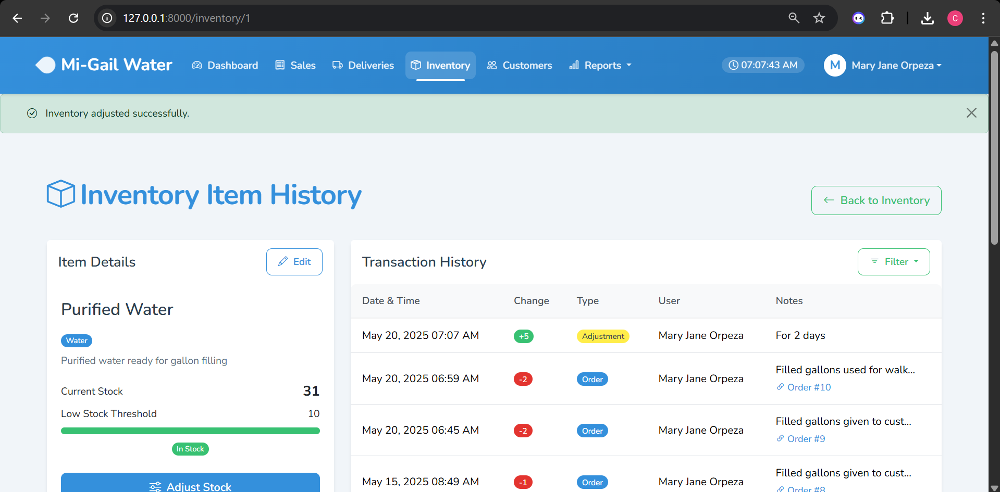 127.0.0.1:8000/inventory/1
C
Mi-Gail Water
Dashboard
Sales
Deliveries
Inventory
Customers
Reports
07:07:43 AM
M
Mary Jane Orpeza
Inventory adjusted successfully.
Inventory Item History
Back to Inventory
Item Details
Edit
Purified Water
Water
Purified water ready for gallon filling
Current Stock 31
Low Stock Threshold 10
In Stock
Adjust Stock
Transaction History
Filter
Date & Time Change Type User Notes
May 20, 2025 07:07 AM +5 Adjustment Mary Jane Orpeza For 2 days
May 20, 2025 06:59 AM -2 Order Mary Jane Orpeza Filled gallons used for walk...
Order #10
May 20, 2025 06:45 AM -2 Order Mary Jane Orpeza Filled gallons given to cust...
Order #9
May 15, 2025 08:49 AM -1 Order Mary Jane Orpeza Filled gallons given to cust...
Order #8